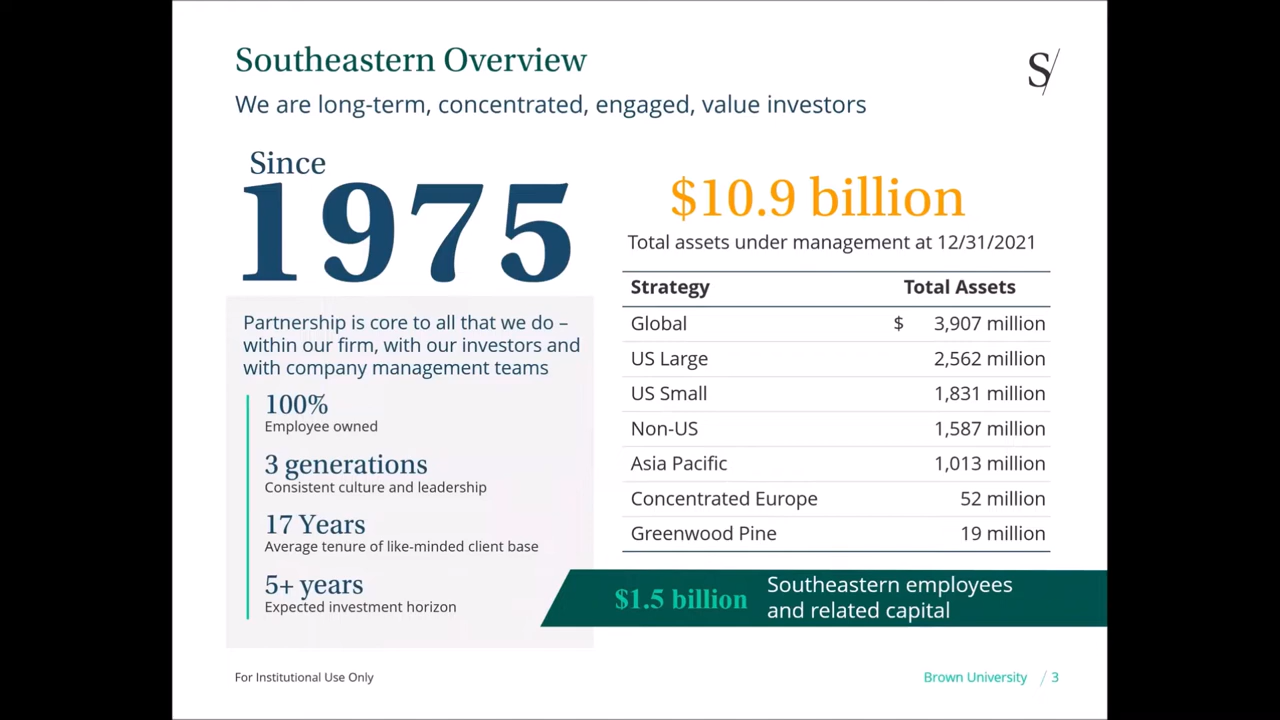 Southeastern Overview
S/
We are long-term, concentrated, engaged, value investors
Since
1975
Partnership is core to all that we do –
within our firm, with our investors and
with company management teams
100%
Employee owned
3 generations
Consistent culture and leadership
17 Years
Average tenure of like-minded client base
5+ years
Expected investment horizon
$10.9 billion
Total assets under management at 12/31/2021
Strategy Total Assets
Global $ 3,907 million
US Large 2,562 million
US Small 1,831 million
Non-US 1,587 million
Asia Pacific 1,013 million
Concentrated Europe 52 million
Greenwood Pine 19 million
$1.5 billion
Southeastern employees
and related capital
For Institutional Use Only
Brown University / 3